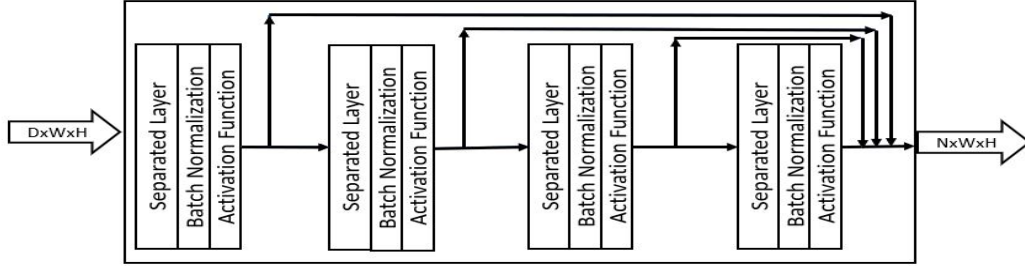 DxWxH
Separated Layer
Batch Normalization
Activation Function
Separated Layer
Batch Normalization
Activation Function
Separated Layer
Batch Normalization
Activation Function
Separated Layer
Batch Normalization
Activation Function
NxWxH